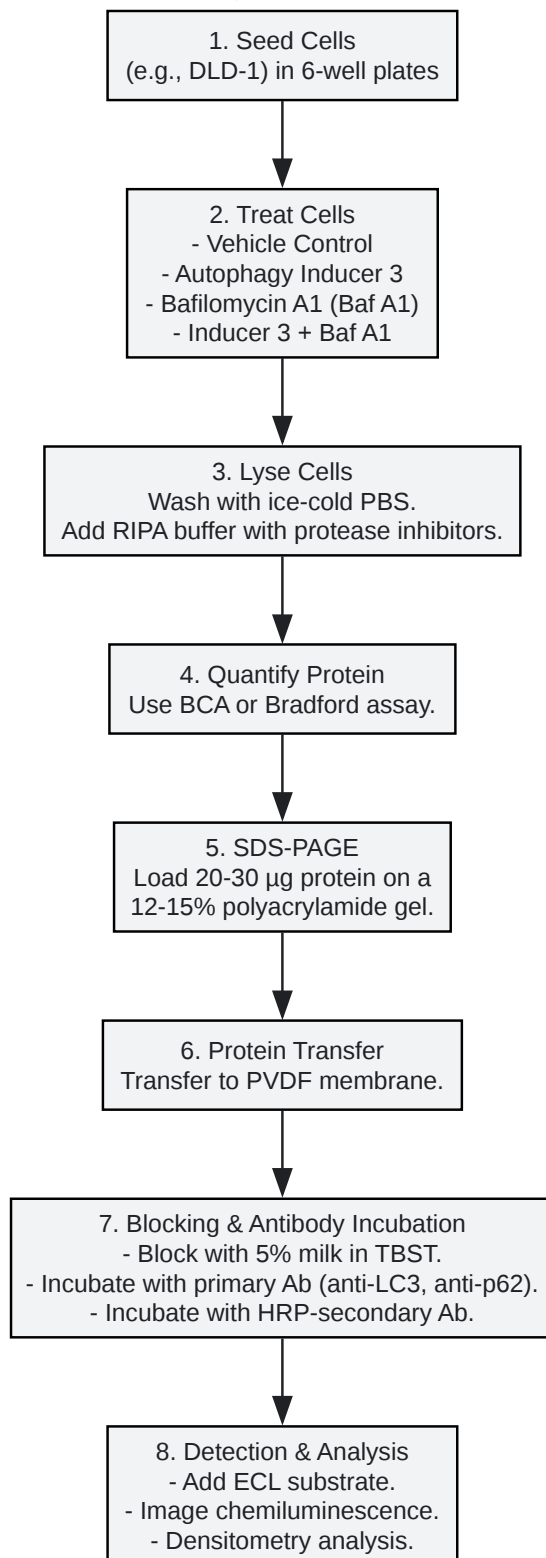 1. Seed Cells
(e.g., DLD-1) in 6-well plates
2. Treat Cells
- Vehicle Control
- Autophagy Inducer 3
- Bafilomycin A1 (Baf A1)
- Inducer 3 + Baf A1
3. Lyse Cells
Wash with ice-cold PBS.
Add RIPA buffer with protease inhibitors.
4. Quantify Protein
Use BCA or Bradford assay.
5. SDS-PAGE
Load 20-30 µg protein on a
12-15% polyacrylamide gel.
6. Protein Transfer
Transfer to PVDF membrane.
7. Blocking & Antibody Incubation
- Block with 5% milk in TBST.
- Incubate with primary Ab (anti-LC3, anti-p62).
- Incubate with HRP-secondary Ab.
8. Detection & Analysis
- Add ECL substrate.
- Image chemiluminescence.
- Densitometry analysis.